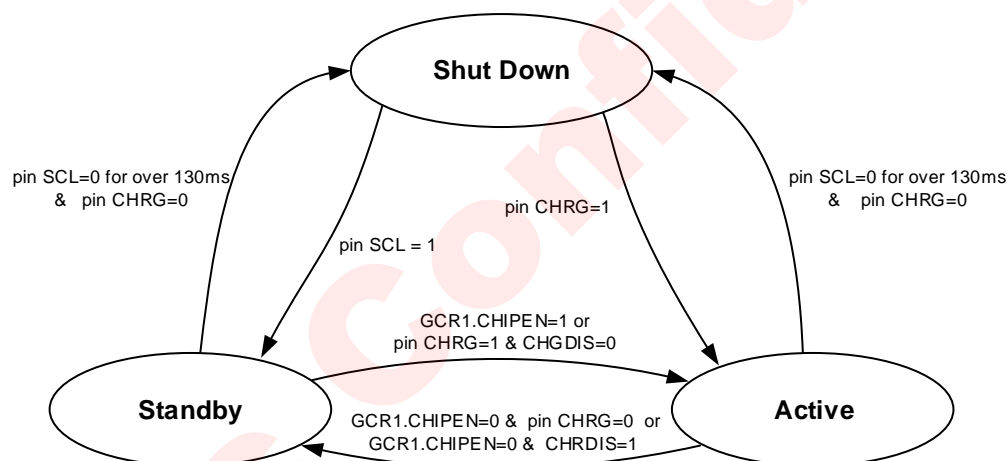 Shut Down
pin SCL=0 for over 130ms
& pin CHRG=0
pin SCL=0 for over 130ms
& pin CHRG=0
pin CHRG=1
pin SCL = 1
GCR1.CHIPEN=1 or
pin CHRG=1 & CHGDIS=0
Standby
Active
GCR1.CHIPEN=0 & pin CHRG=0 or
GCR1.CHIPEN=0 & CHRDIS=1